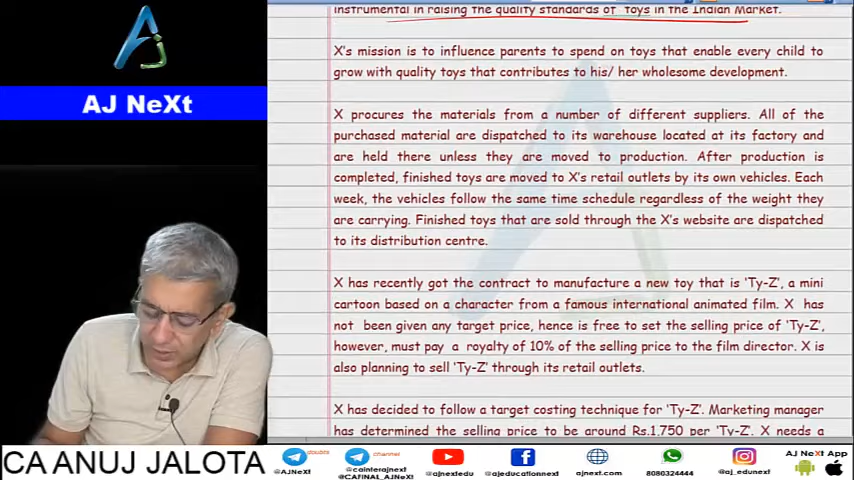 instrumental in raising the quality standards of toys in the Indian Market.
AJ NeXt
X's mission is to influence parents to spend on toys that enable every child to
grow with quality toys that contributes to his/ her wholesome development.
X procures the materials from a number of different suppliers. All of the
purchased material are dispatched to its warehouse located at its factory and
are held there unless they are moved to production. After production is
completed, finished toys are moved to X's retail outlets by its own vehicles. Each
week, the vehicles follow the same time schedule regardless of the weight they
are carrying. Finished toys that are sold through the X's website are dispatched
to its distribution centre.
X has recently got the contract to manufacture a new toy that is 'Ty-Z', a mini
cartoon based on a character from a famous international animated film. X has
not been given any target price, hence is free to set the selling price of 'Ty-Z',
however, must pay a royalty of 10% of the selling price to the film director. X is
also planning to sell 'Ty-Z' through its retail outlets.
X has decided to follow a target costing technique for 'Ty-Z'. Marketing manager
has determined the selling price to be around Rs.1,750 per 'Ty-Z'. X needs a
CA ANUJ JALOTA
doubts
@AJNeXt
channel
@cainterajnext
@CAFINAL_AJNeXt
@ajnextedu
@ajeducationnext
ajnext.com
8080243344
@aj_edunext
AJ NeXt App